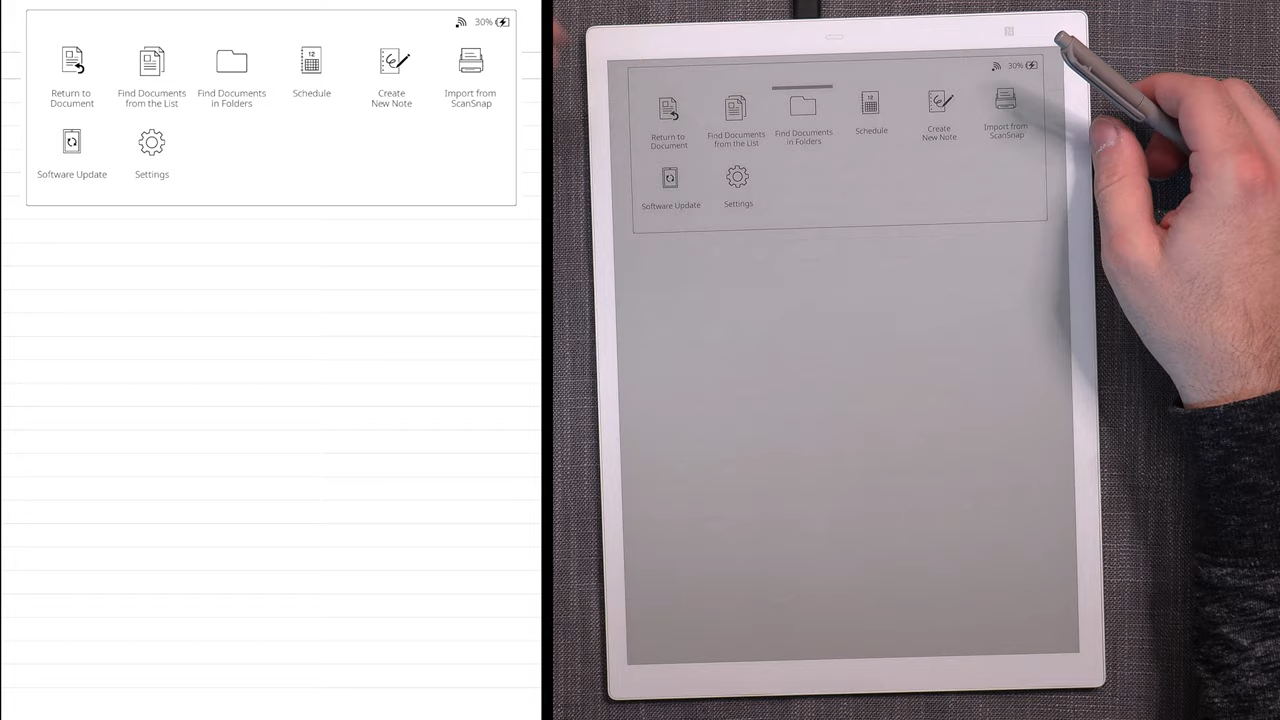 30%
Return to
Document
Find Documents
from the List
Find Documents
in Folders
Schedule
Create
New Note
Import from
ScanSnap
Software Update
Settings
30%
Return to
Document
Find Documents
from the List
Find Documents
in Folders
Schedule
Create
New Note
Import from
ScanSnap
Software Update
Settings